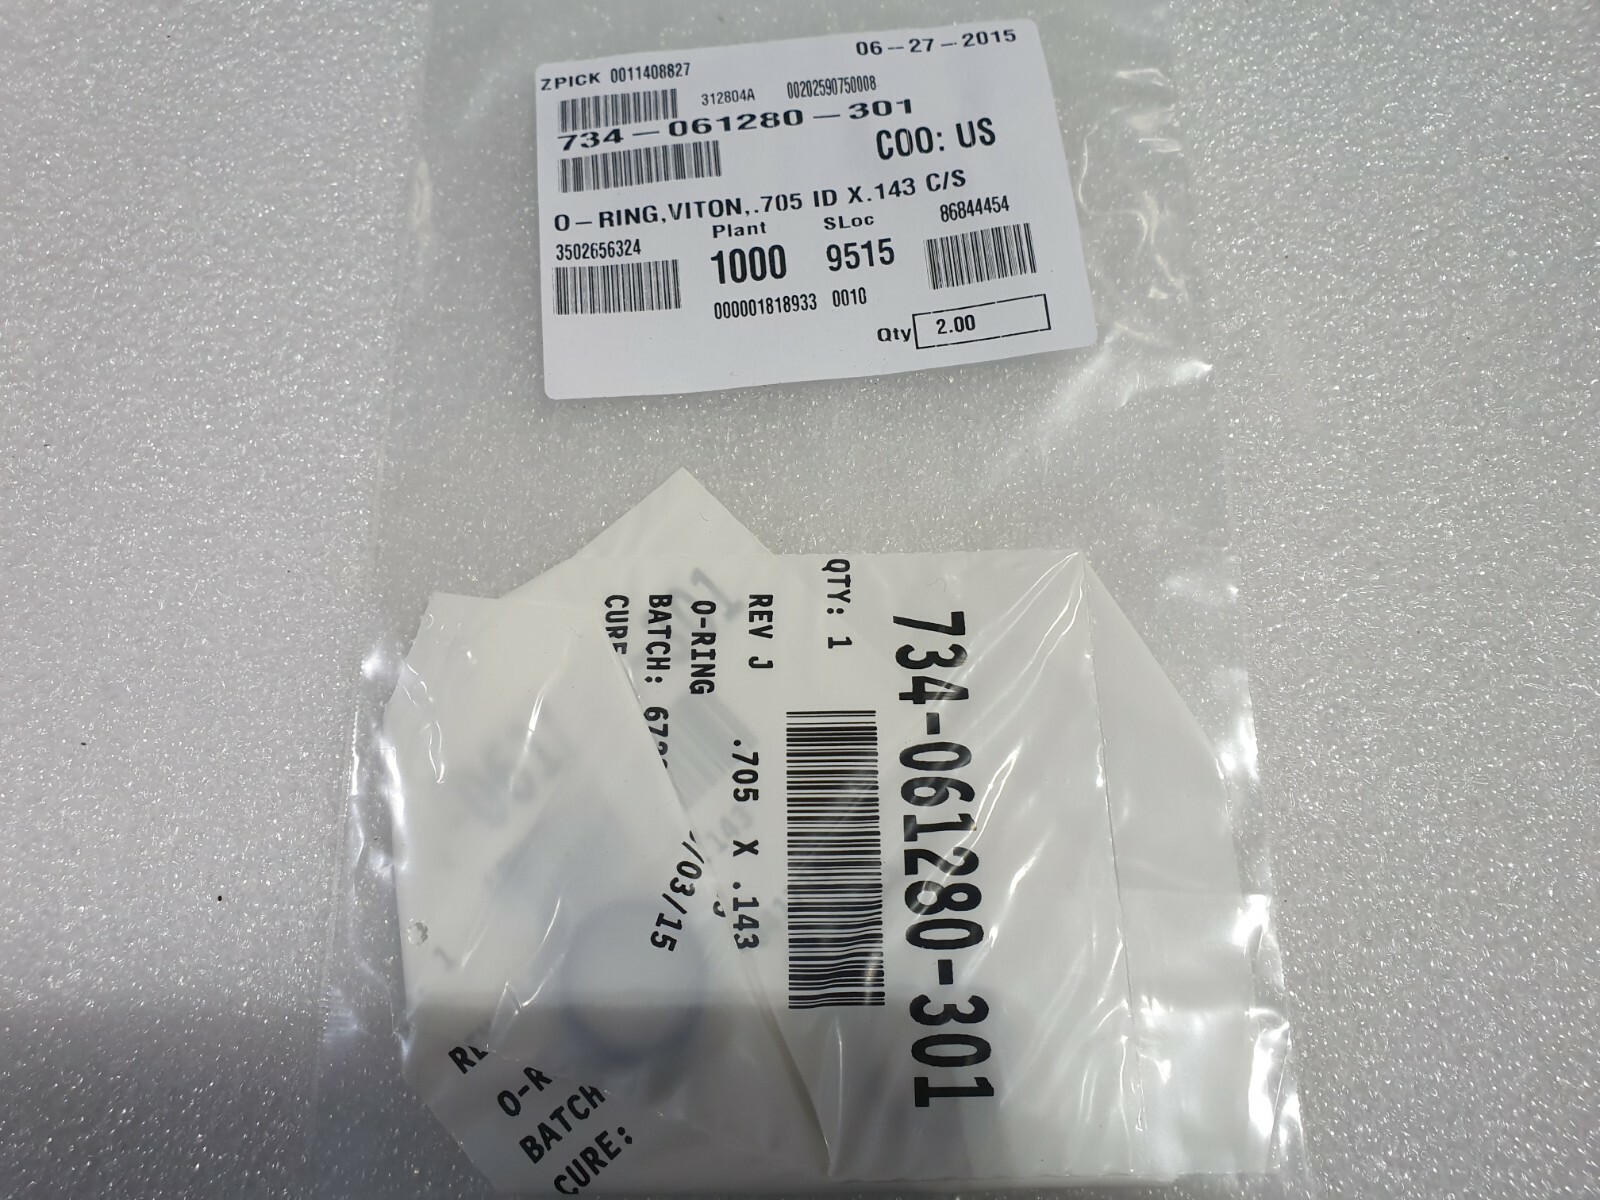 06-27-2015
ZPICK 0011408827
312804A 00202590750008
734-061280-301
COO: US
O-RING,VITON,.705 ID X.143 C/S
3502656324
Plant SLoc
86844454
1000 9515
000001818933 0010
Qty 2.00
734-061280-301
QTY: 1
REV J
.705 X .143
O-RING
BATCH:
CURE
/03/15
BATCH
CURE: